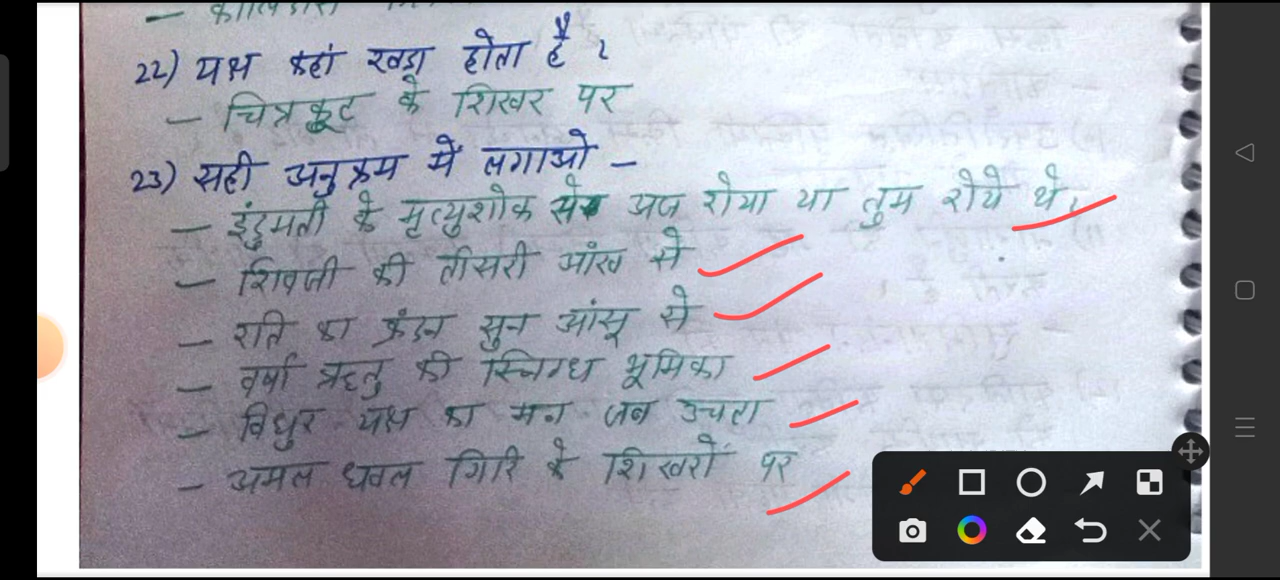 – कालिदास
22) यक्ष कहां खड़ा होता है ?
– चित्रकूट के शिखर पर
23) सही अनुक्रम में लगाओ –
– इंदुमती के मृत्युशोक से अज रोया या तुम रोये थे,
– शिवजी की तीसरी आंख से
– रति का क्रंदन सुन आंसू से
– वर्षा ऋतु की स्निग्ध भूमिका
– विधुर यक्ष का मन जब उचटा
– अमल धवल गिरि के शिखरों पर